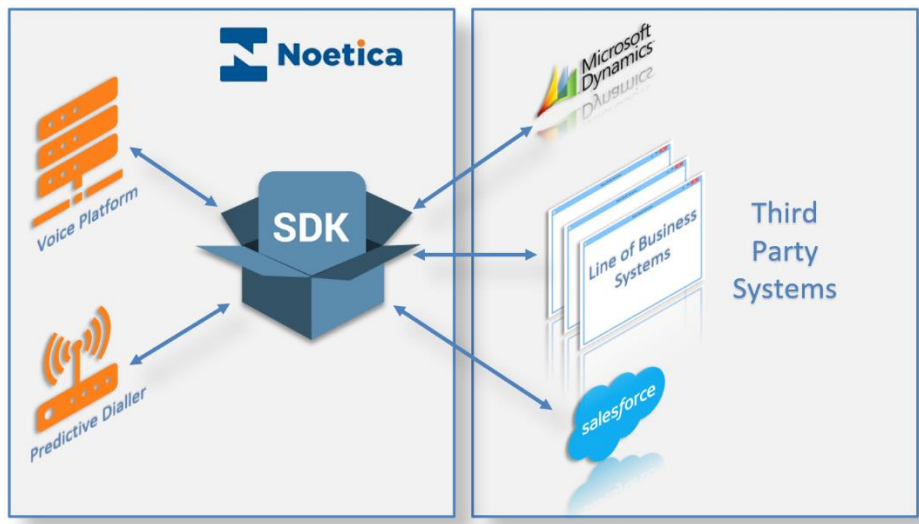 Noetica
Voice Platform
SDK
Predictive Dialler
Microsoft
Dynamics
Line of Business
Systems
salesforce
Third
Party
Systems